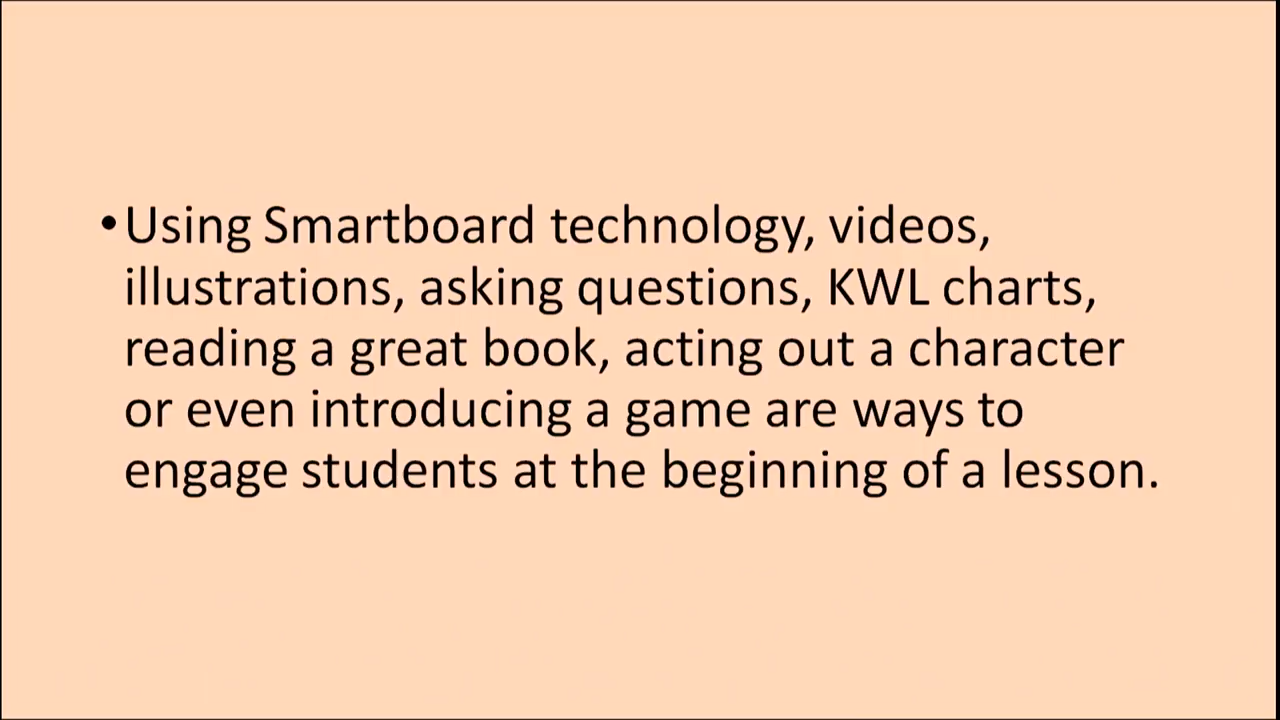 •Using Smartboard technology, videos,
illustrations, asking questions, KWL charts,
reading a great book, acting out a character
or even introducing a game are ways to
engage students at the beginning of a lesson.